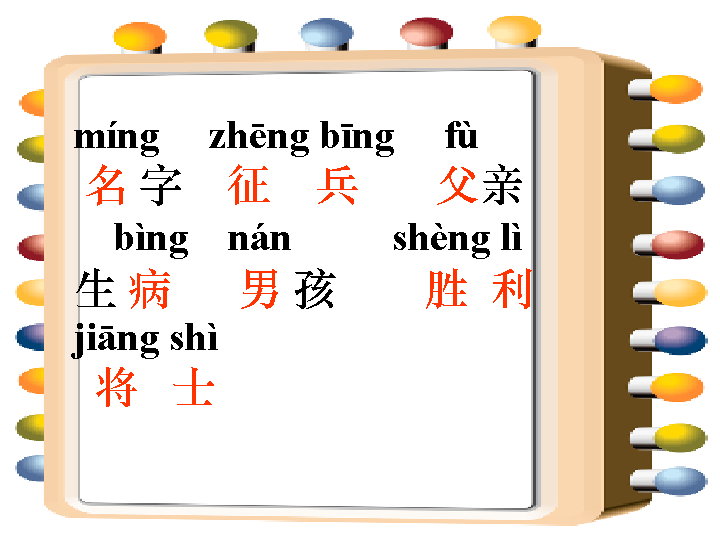 míng zhēng bīng fù
名字 征 兵 父亲
bìng nán shèng lì
生病 男孩 胜 利
jiāng shì
将 士